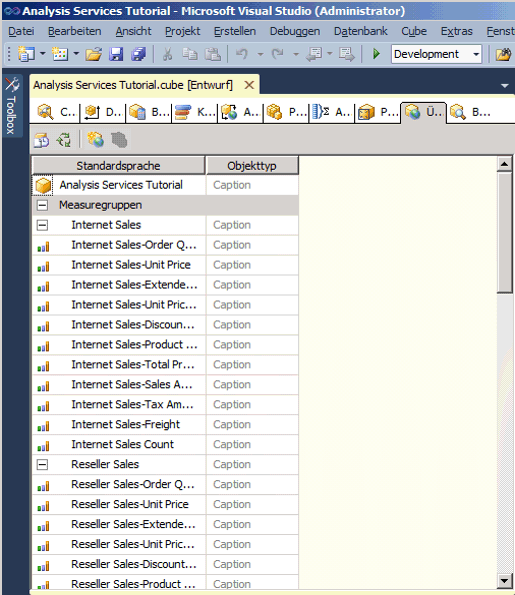 Analysis Services Tutorial - Microsoft Visual Studio (Administrator)
Datei Bearbeiten Ansicht Projekt Erstellen Debuggen Datenbank Cube Extras Fenst
Development
Analysis Services Tutorial.cube [Entwurf]
Toolbox
C... D... B... K... A... P... A... P... Ü... B...
Standardsprache Objekttyp
Analysis Services Tutorial Caption
Measuregruppen
Internet Sales Caption
Internet Sales-Order Q... Caption
Internet Sales-Unit Price Caption
Internet Sales-Extende... Caption
Internet Sales-Unit Pric... Caption
Internet Sales-Discoun... Caption
Internet Sales-Product ... Caption
Internet Sales-Total Pr... Caption
Internet Sales-Sales A... Caption
Internet Sales-Tax Am... Caption
Internet Sales-Freight Caption
Internet Sales Count Caption
Reseller Sales Caption
Reseller Sales-Order Q... Caption
Reseller Sales-Unit Price Caption
Reseller Sales-Extende... Caption
Reseller Sales-Unit Pric... Caption
Reseller Sales-Discount... Caption
Reseller Sales-Product ... Caption